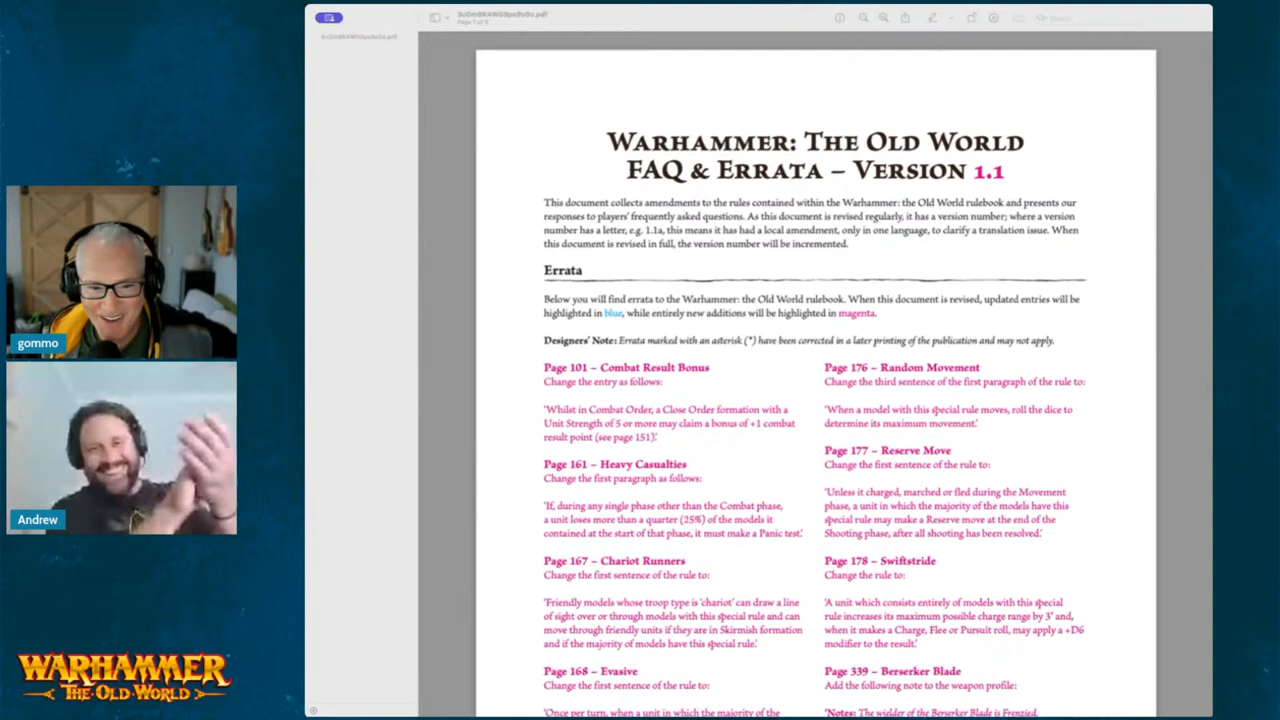 Page 1 of 9
Search
WARHAMMER: THE OLD WORLD
FAQ & ERRATA – VERSION 1.1
This document collects amendments to the rules contained within the Warhammer: the Old World rulebook and presents our
responses to players' frequently asked questions. As this document is revised regularly, it has a version number; where a version
number has a letter, e.g. 1.1a, this means it has had a local amendment, only in one language, to clarify a translation issue. When
this document is revised in full, the version number will be incremented.
Errata
Below you will find errata to the Warhammer: the Old World rulebook. When this document is revised, updated entries will be
highlighted in blue, while entirely new additions will be highlighted in magenta.
Designers' Note: Errata marked with an asterisk (*) have been corrected in a later printing of the publication and may not apply.
Page 101 – Combat Result Bonus
Change the entry as follows:
'Whilst in Combat Order, a Close Order formation with a
Unit Strength of 5 or more may claim a bonus of +1 combat
result point (see page 151).'
Page 161 – Heavy Casualties
Change the first paragraph as follows:
'If, during any single phase other than the Combat phase,
a unit loses more than a quarter (25%) of the models it
contained at the start of that phase, it must make a Panic test.'
Page 167 – Chariot Runners
Change the first sentence of the rule to:
'Friendly models whose troop type is 'chariot' can draw a line
of sight over or through models with this special rule and can
move through friendly units if they are in Skirmish formation
and if the majority of models have this special rule.'
Page 168 – Evasive
Change the first sentence of the rule to:
'Once per turn, when a unit in which the majority of the
Page 176 – Random Movement
Change the third sentence of the first paragraph of the rule to:
'When a model with this special rule moves, roll the dice to
determine its maximum movement.'
Page 177 – Reserve Move
Change the first sentence of the rule to:
'Unless it charged, marched or fled during the Movement
phase, a unit in which the majority of the models have this
special rule may make a Reserve move at the end of the
Shooting phase, after all shooting has been resolved.'
Page 178 – Swiftstride
Change the rule to:
'A unit which consists entirely of models with this special
rule increases its maximum possible charge range by 3" and,
when it makes a Charge, Flee or Pursuit roll, may apply a +D6
modifier to the result.'
Page 339 – Berserker Blade
Add the following note to the weapon profile:
'Notes: The wielder of the Berserker Blade is Frenzied.
gommo
Andrew
WARHAMMER
THE·OLD·WORLD